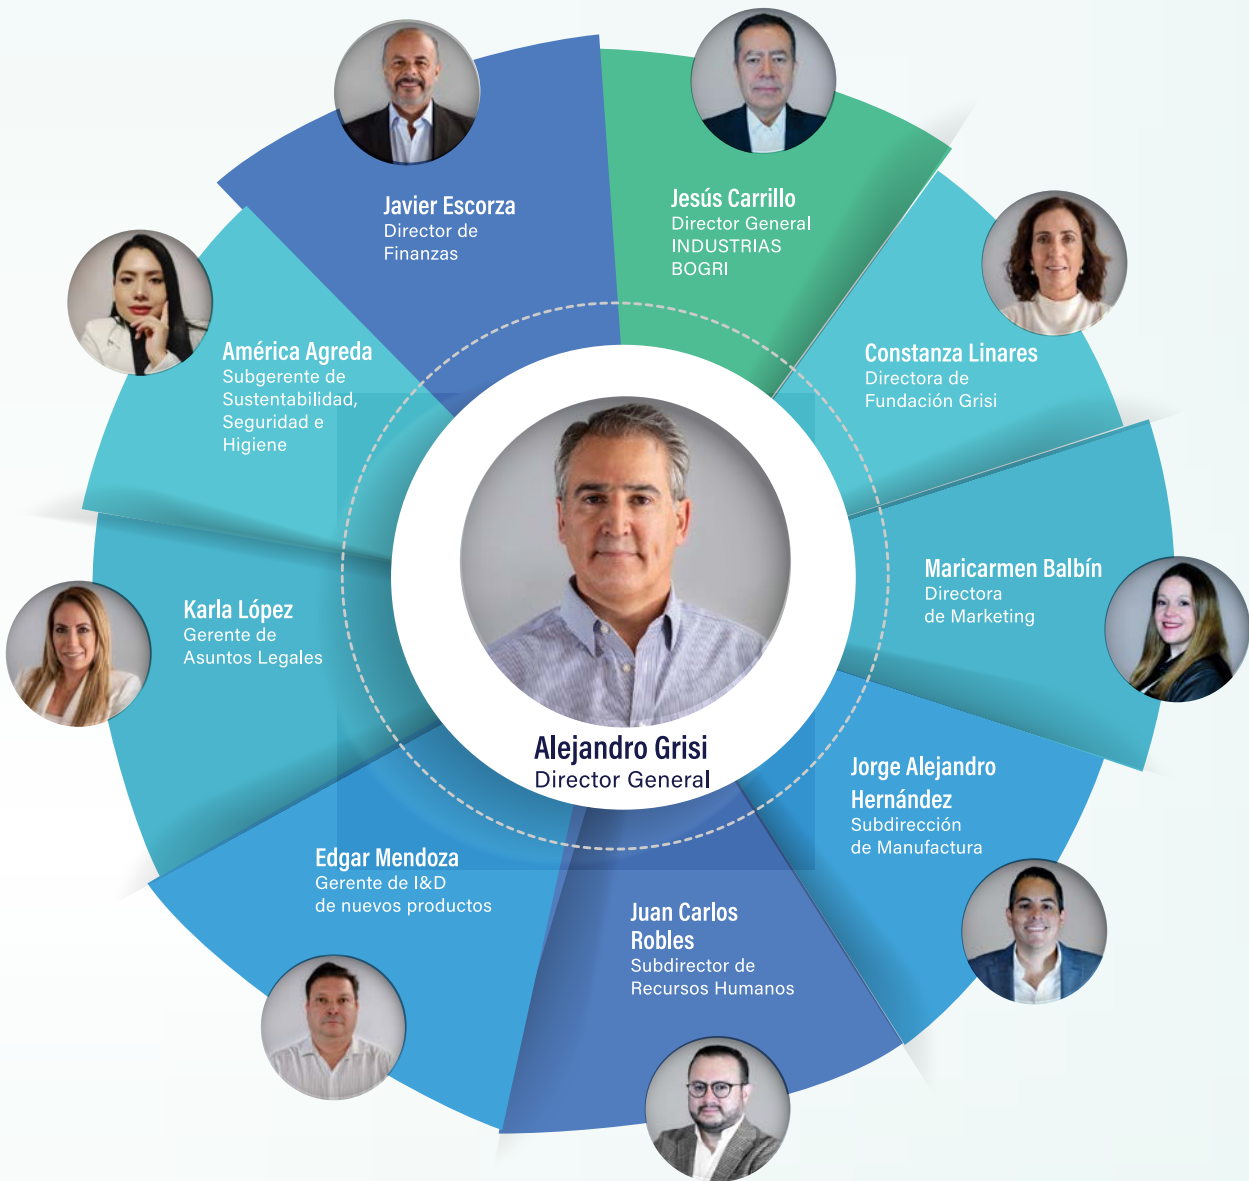 Javier Escorza
Director de
Finanzas
Jesús Carrillo
Director General
INDUSTRIAS
BOGRI
Constanza Linares
Directora de
Fundación Grisi
Maricarmen Balbín
Directora
de Marketing
Jorge Alejandro
Hernández
Subdirección
de Manufactura
Juan Carlos
Robles
Subdirector de
Recursos Humanos
Edgar Mendoza
Gerente de I&D
de nuevos productos
Karla López
Gerente de
Asuntos Legales
América Agreda
Subgerente de
Sustentabilidad,
Seguridad e
Higiene
Alejandro Grisi
Director General